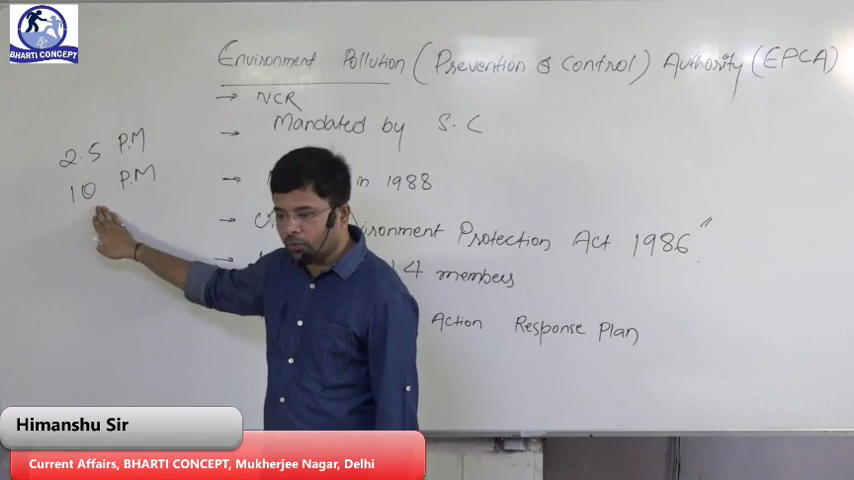 BHARTI CONCEPT
Environment Pollution (Prevention & Control) Authority (EPCA)
→ NCR
→ Mandated by S.C
2.5 P.M
10 P.M
→ in 1988
→ Environment Protection Act 1986"
→ 14 members
Action Response Plan
Himanshu Sir
Current Affairs, BHARTI CONCEPT, Mukherjee Nagar, Delhi